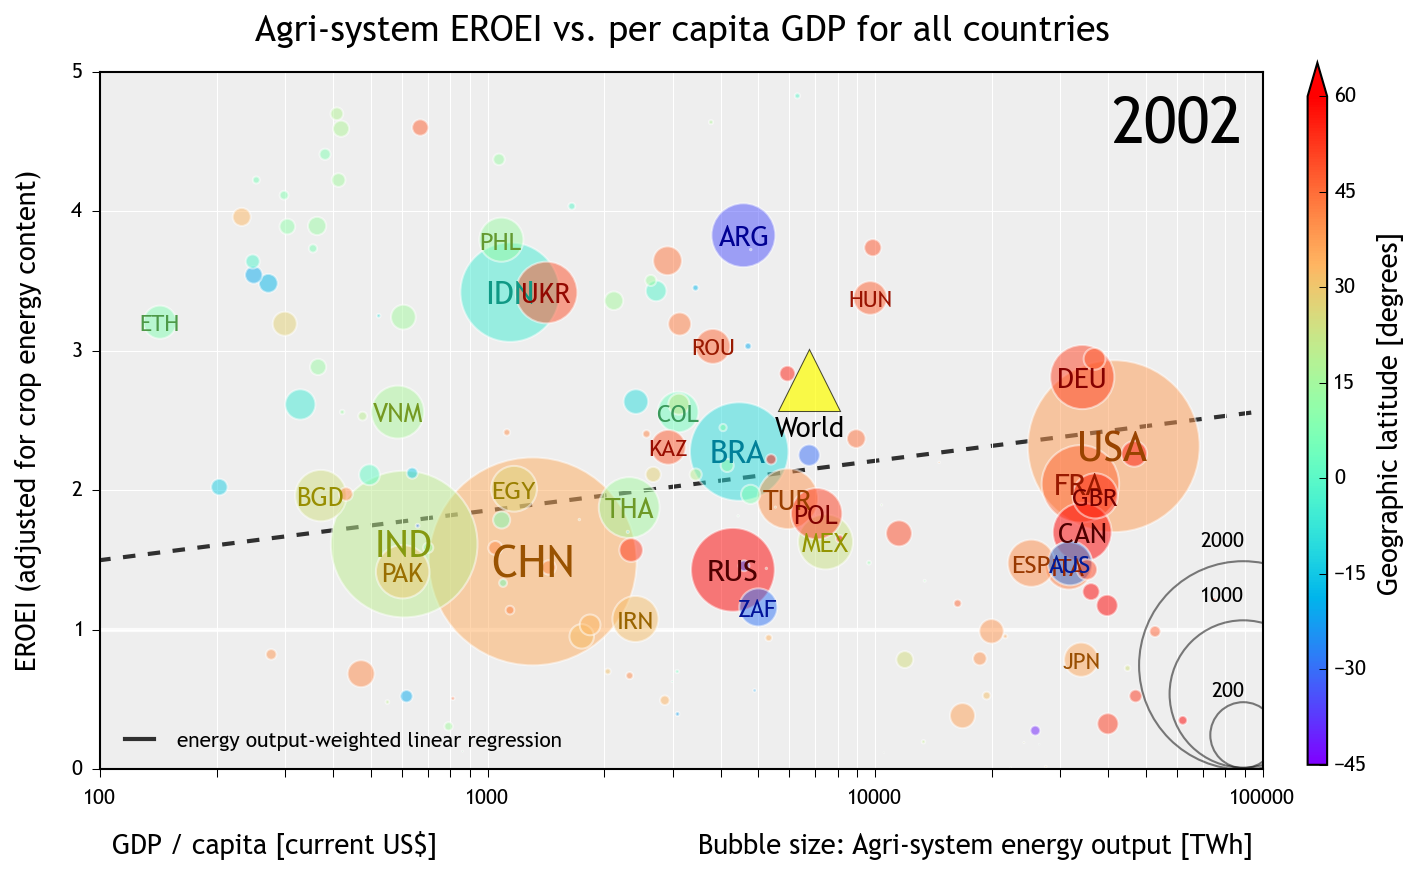 Agri-system EROEI vs. per capita GDP for all countries
2002
EROEI (adjusted for crop energy content)
5
4
3
2
1
0
100
1000
10000
100000
GDP / capita [current US$]
Bubble size: Agri-system energy output [TWh]
Geographic latitude [degrees]
60
45
30
15
0
−15
−30
−45
PHL
ARG
IDN
UKR
HUN
ETH
ROU
DEU
VNM
COL
World
KAZ
BRA
USA
BGD
EGY
THA
TUR
POL
FRA
GBR
IND
PAK
CHN
RUS
MEX
CAN
ESP
AUS
ZAF
IRN
JPN
2000
1000
200
energy output-weighted linear regression